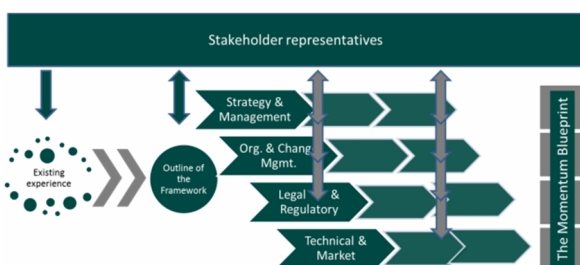 Stakeholder representatives
Strategy &
Management
Org. & Chang
Mgmt.
Existing
experience
Outline of
the
Framework
Legal &
Regulatory
Technical &
Market
The Momentum Blueprint